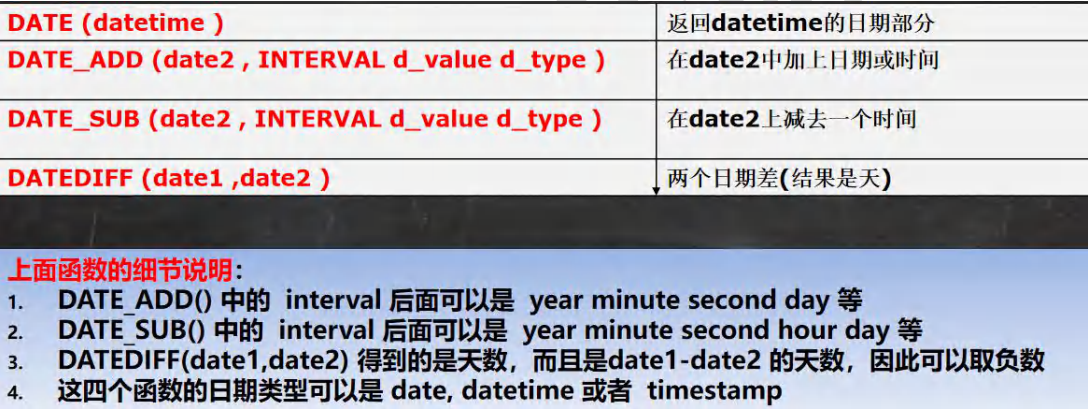 DATE (datetime )
返回datetime的日期部分
DATE_ADD (date2 , INTERVAL d_value d_type )
在date2中加上日期或时间
DATE_SUB (date2 , INTERVAL d_value d_type )
在date2上减去一个时间
DATEDIFF (date1 ,date2 )
两个日期差(结果是天)
上面函数的细节说明:
1. DATE_ADD() 中的 interval 后面可以是 year minute second day 等
2. DATE_SUB() 中的 interval 后面可以是 year minute second hour day 等
3. DATEDIFF(date1,date2) 得到的是天数，而且是date1-date2 的天数，因此可以取负数
4. 这四个函数的日期类型可以是 date, datetime 或者 timestamp